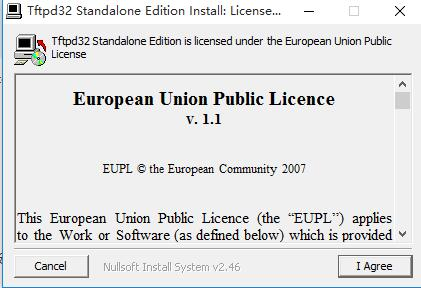 Tftpd32 Standalone Edition Install: License...
Tftpd32 Standalone Edition is licensed under the European Union Public
License
European Union Public Licence
v. 1.1
EUPL © the European Community 2007
This European Union Public Licence (the “EUPL”) applies
to the Work or Software (as defined below) which is provided
Cancel
Nullsoft Install System v2.46
I Agree